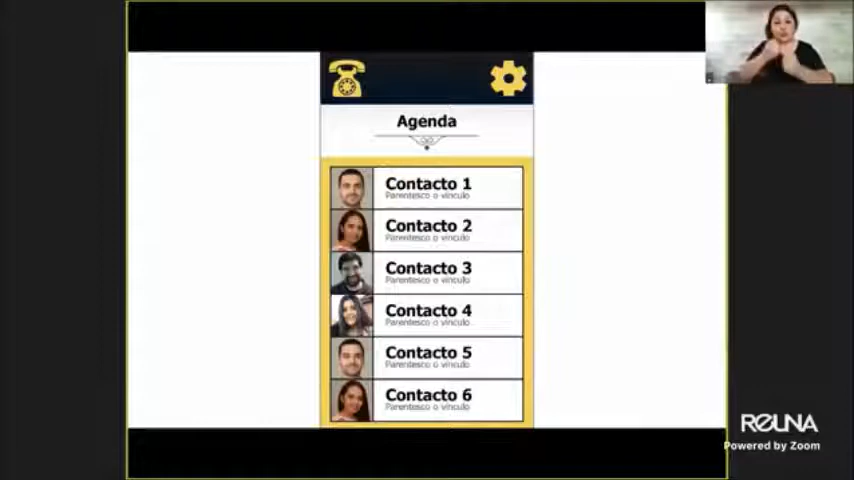 Agenda
Contacto 1
Parentesco o vínculo
Contacto 2
Parentesco o vínculo
Contacto 3
Parentesco o vínculo
Contacto 4
Parentesco o vínculo
Contacto 5
Parentesco o vínculo
Contacto 6
Parentesco o vínculo
REUNA
Powered by Zoom